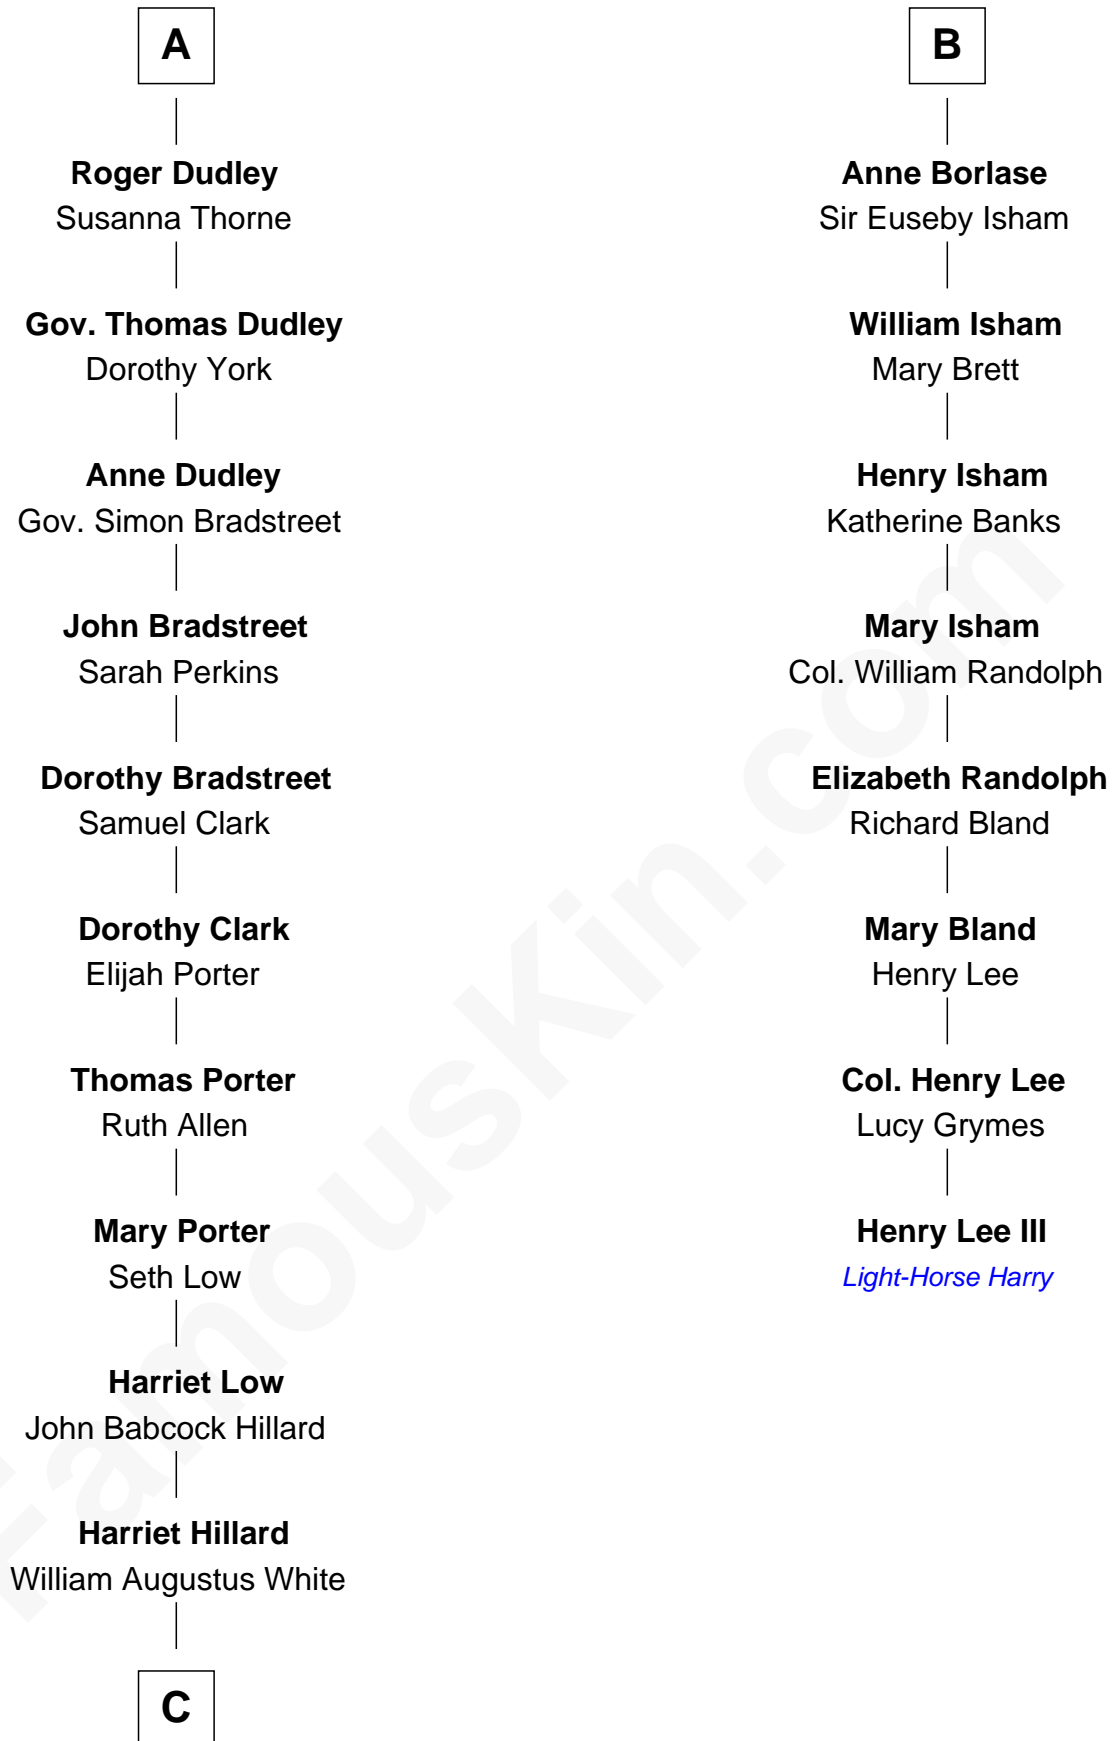 A
Roger Dudley
Susanna Thorne
Gov. Thomas Dudley
Dorothy York
Anne Dudley
Gov. Simon Bradstreet
John Bradstreet
Sarah Perkins
Dorothy Bradstreet
Samuel Clark
Dorothy Clark
Elijah Porter
Thomas Porter
Ruth Allen
Mary Porter
Seth Low
Harriet Low
John Babcock Hillard
Harriet Hillard
William Augustus White
C
B
Anne Borlase
Sir Euseby Isham
William Isham
Mary Brett
Henry Isham
Katherine Banks
Mary Isham
Col. William Randolph
Elizabeth Randolph
Richard Bland
Mary Bland
Henry Lee
Col. Henry Lee
Lucy Grymes
Henry Lee III
Light-Horse Harry
FamousKin.com